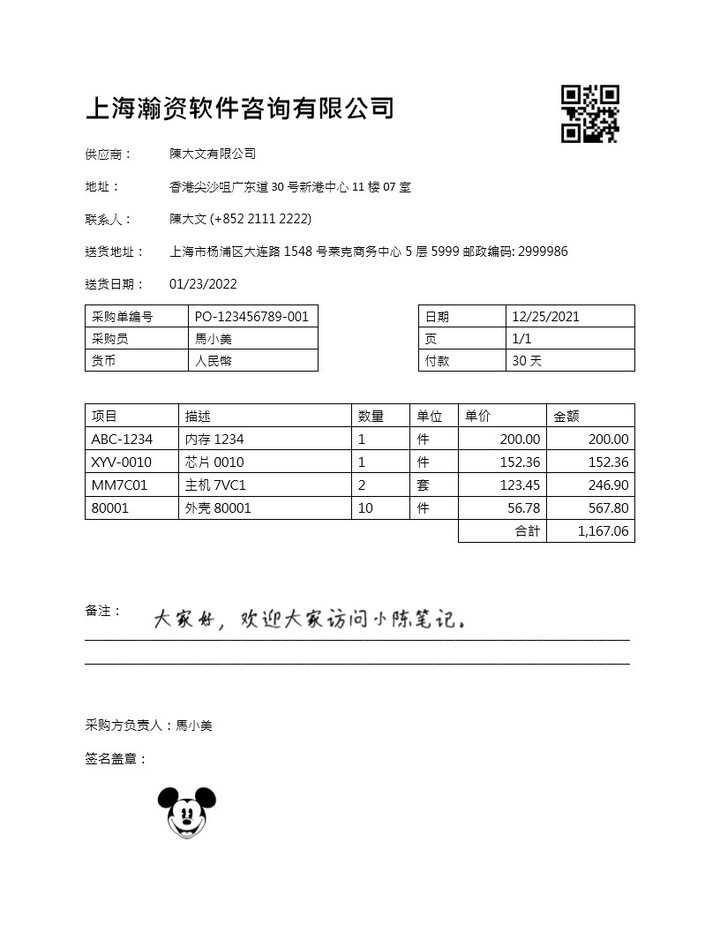 上海瀚资软件咨询有限公司
供应商： 陳大文有限公司
地址： 香港尖沙咀广东道 30 号新港中心 11 楼 07 室
联系人： 陳大文 (+852 2111 2222)
送货地址： 上海市杨浦区大连路 1548 号莱克商务中心 5 层 5999 邮政编码: 2999986
送货日期： 01/23/2022
采购单编号 PO-123456789-001 日期 12/25/2021
采购员 馬小美 页 1/1
货币 人民幣 付款 30 天
项目 描述 数量 单位 单价 金额
ABC-1234 内存 1234 1 件 200.00 200.00
XYV-0010 芯片 0010 1 件 152.36 152.36
MM7C01 主机 7VC1 2 套 123.45 246.90
80001 外壳 80001 10 件 56.78 567.80
合計 1,167.06
备注： 大家好，欢迎大家访问小陈笔记。
采购方负责人：馬小美
签名盖章：